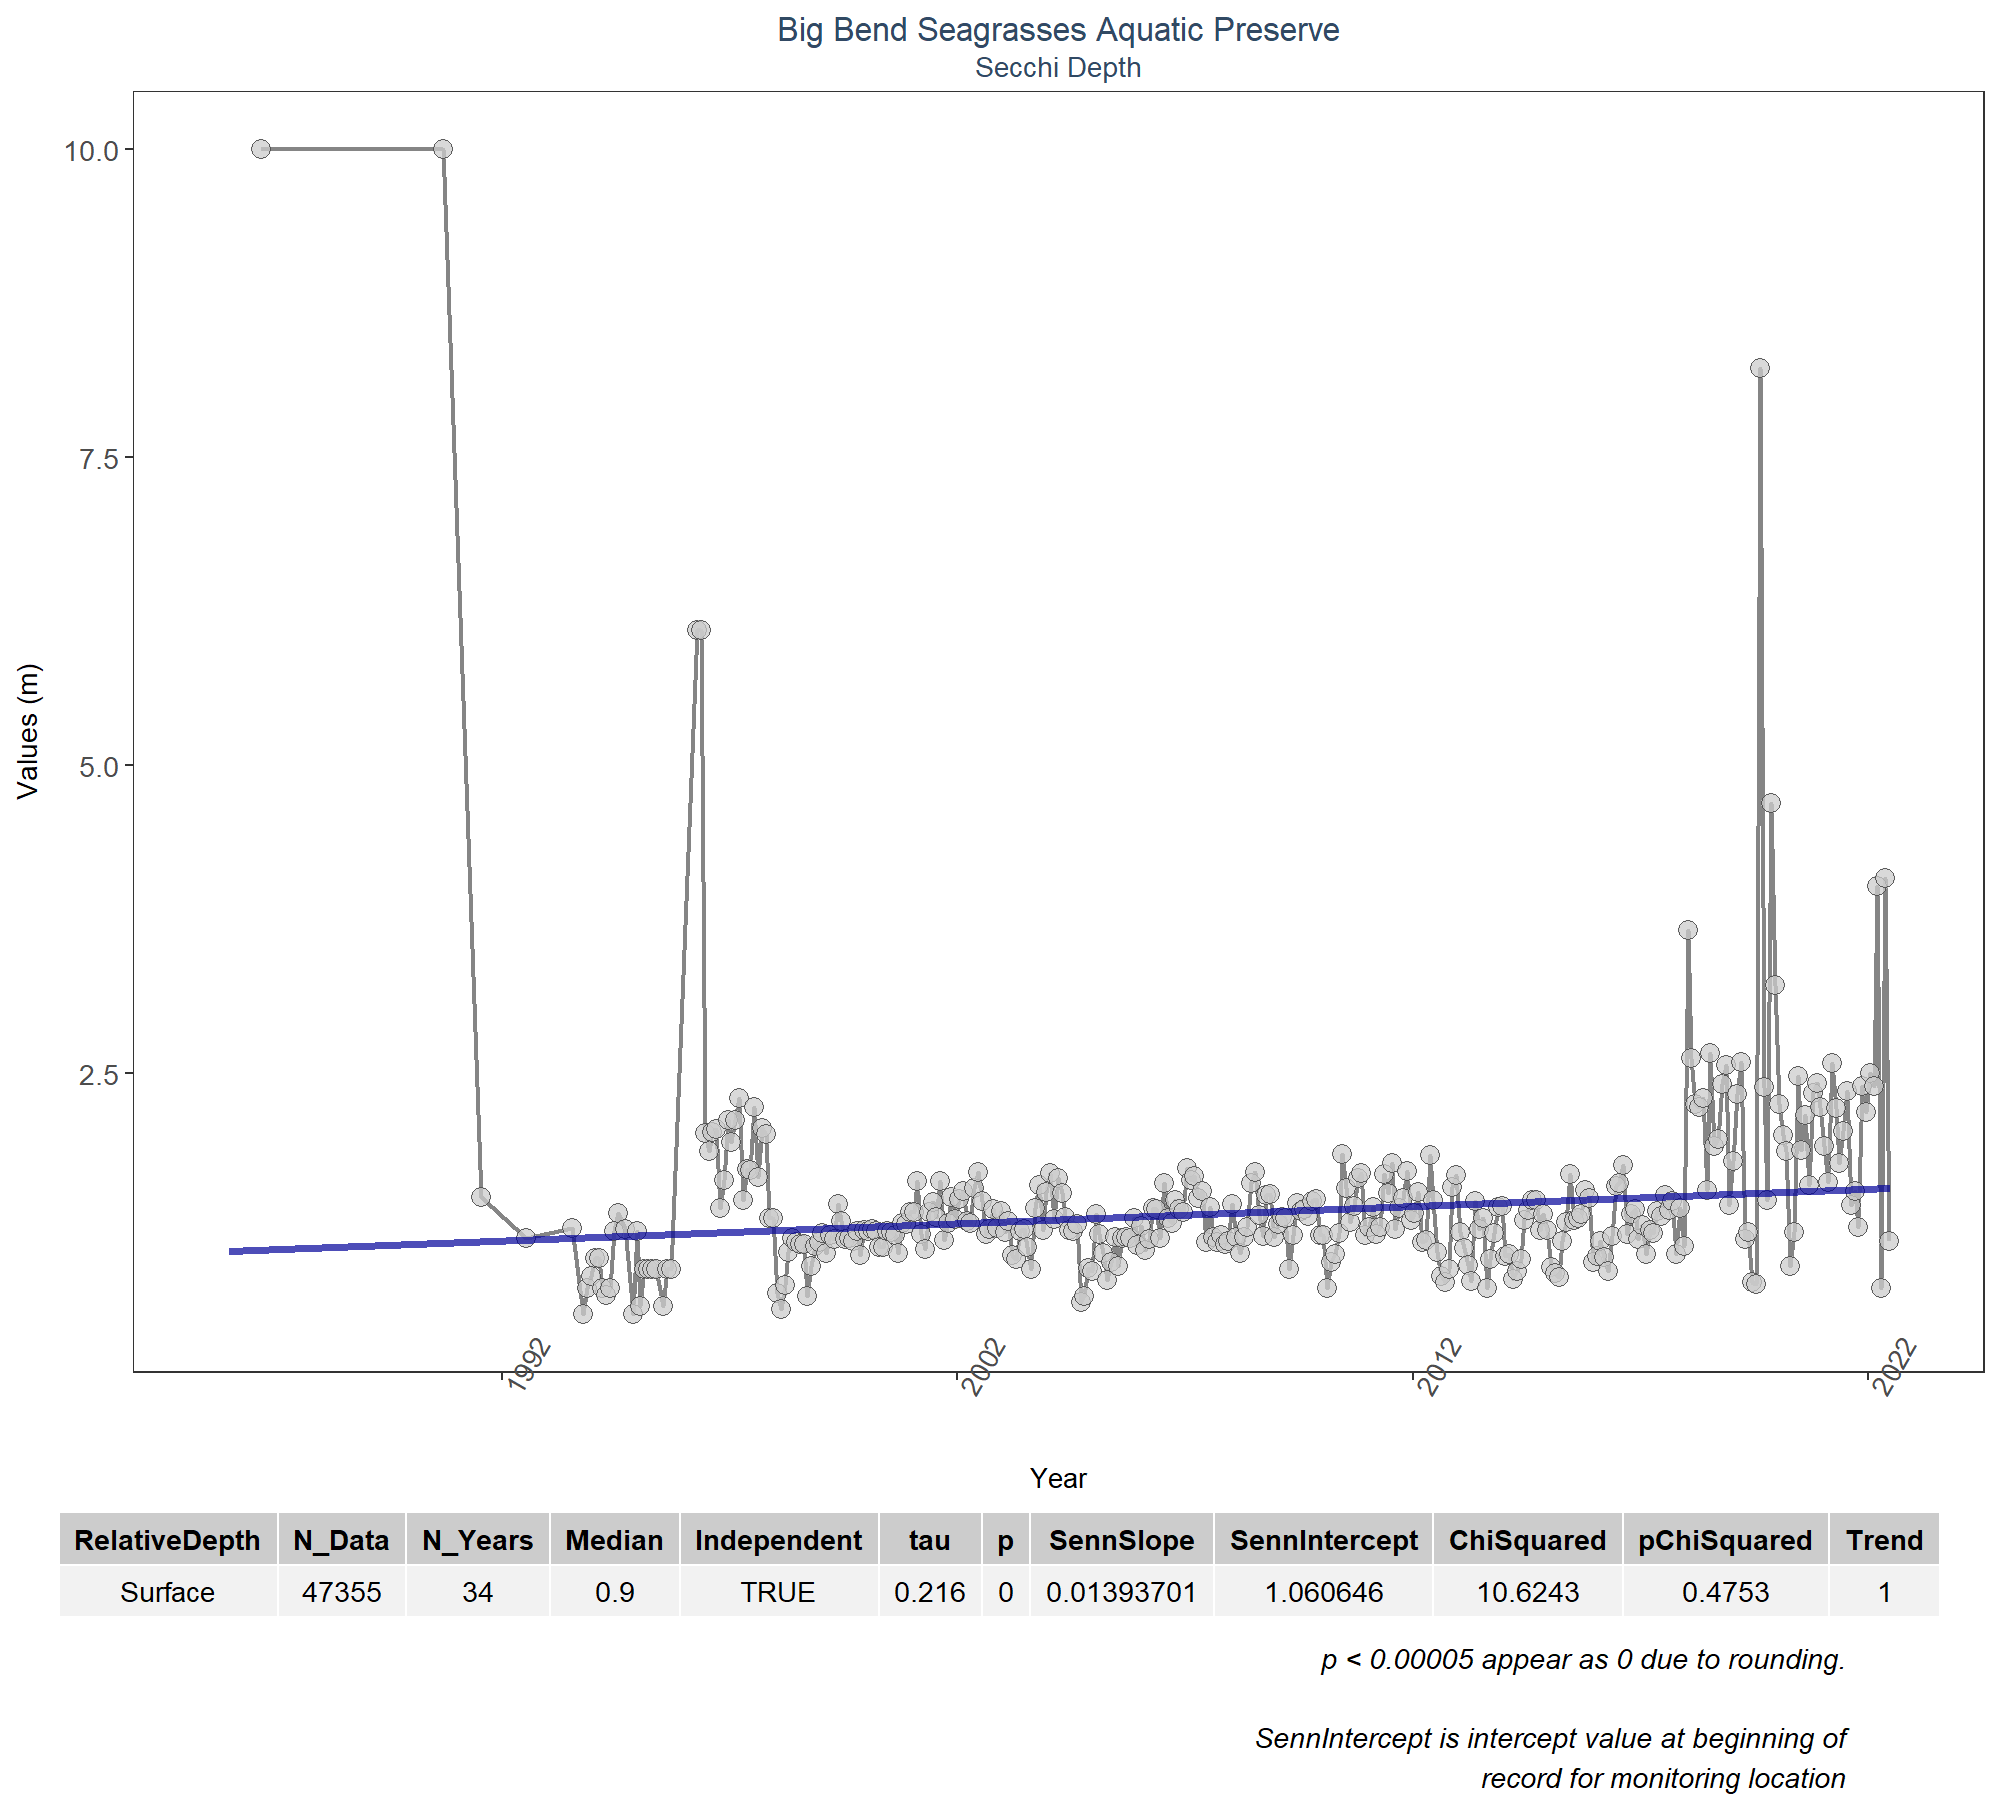 Big Bend Seagrasses Aquatic Preserve
Secchi Depth
10.0
7.5
5.0
2.5
Values (m)
1992
2002
2012
2022
Year
RelativeDepth N_Data N_Years Median Independent tau p SennSlope SennIntercept ChiSquared pChiSquared Trend
Surface 47355 34 0.9 TRUE 0.216 0 0.01393701 1.060646 10.6243 0.4753 1
p < 0.00005 appear as 0 due to rounding.
SennIntercept is intercept value at beginning of
record for monitoring location